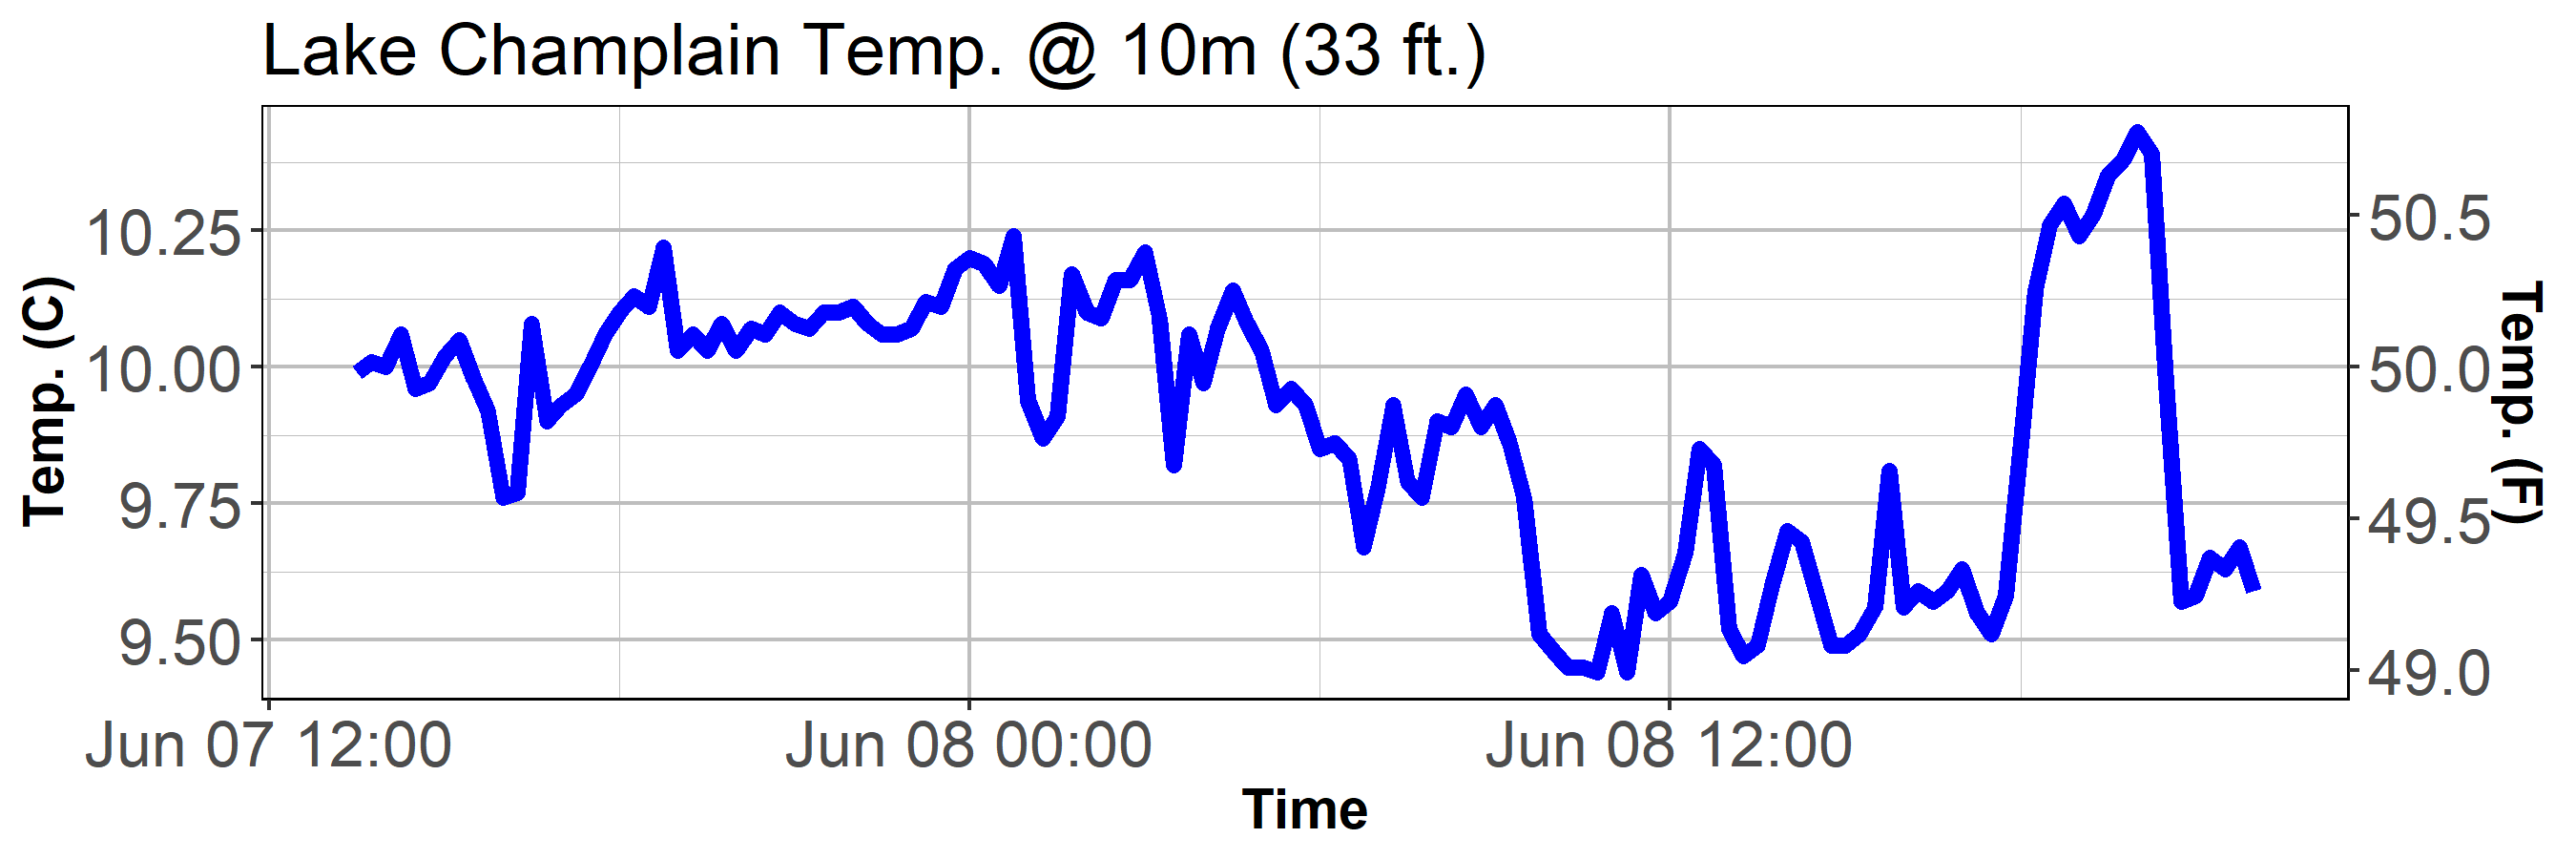 Lake Champlain Temp. @ 10m (33 ft.)
Temp. (C)
10.25
10.00
9.75
9.50
50.5
50.0
49.5
49.0
Temp. (F)
Jun 07 12:00
Jun 08 00:00
Jun 08 12:00
Time